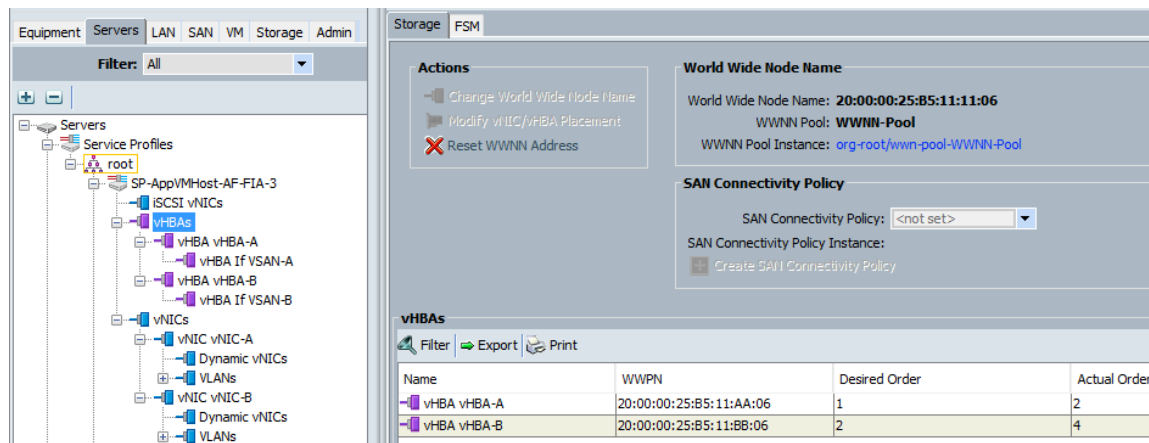 Equipment Servers LAN SAN VM Storage Admin
Filter: All
Servers
Service Profiles
root
SP-AppVMHost-AF-FIA-3
iSCSI vNICs
vHBAs
vHBA vHBA-A
vHBA If VSAN-A
vHBA vHBA-B
vHBA If VSAN-B
vNICs
vNIC vNIC-A
Dynamic vNICs
VLANs
vNIC vNIC-B
Dynamic vNICs
VLANs
Storage FSM
Actions
Change World Wide Node Name
Modify vNIC/vHBA Placement
Reset WWNN Address
World Wide Node Name
World Wide Node Name: 20:00:00:25:B5:11:11:06
WWNN Pool: WWNN-Pool
WWNN Pool Instance: org-root/wwn-pool-WWNN-Pool
SAN Connectivity Policy
SAN Connectivity Policy: <not set>
SAN Connectivity Policy Instance:
Create SAN Connectivity Policy
vHBAs
Filter Export Print
Name WWPN Desired Order Actual Order
vHBA vHBA-A 20:00:00:25:B5:11:AA:06 1 2
vHBA vHBA-B 20:00:00:25:B5:11:BB:06 2 4